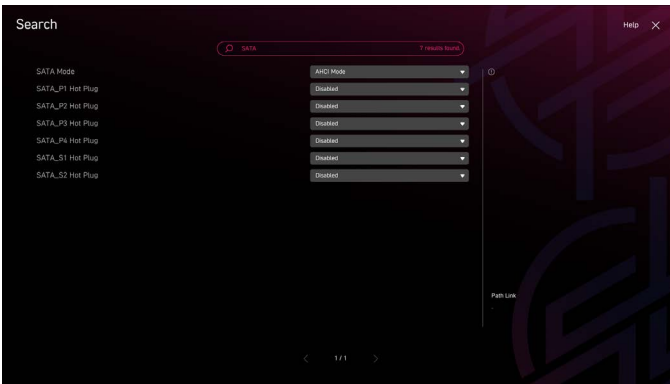 Search
Help
SATA
7 results found
SATA Mode AHCI Mode
SATA_P1 Hot Plug Disabled
SATA_P2 Hot Plug Disabled
SATA_P3 Hot Plug Disabled
SATA_P4 Hot Plug Disabled
SATA_S1 Hot Plug Disabled
SATA_S2 Hot Plug Disabled
Path Link
-
1 / 1